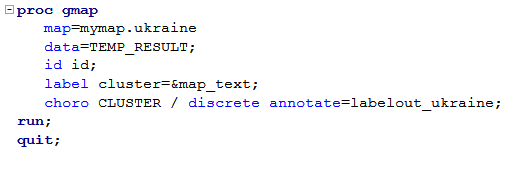 proc gmap
map=mymap.ukraine
data=TEMP_RESULT;
id id;
label cluster=&map_text;
choro CLUSTER / discrete annotate=labelout_ukraine;
run;
quit;